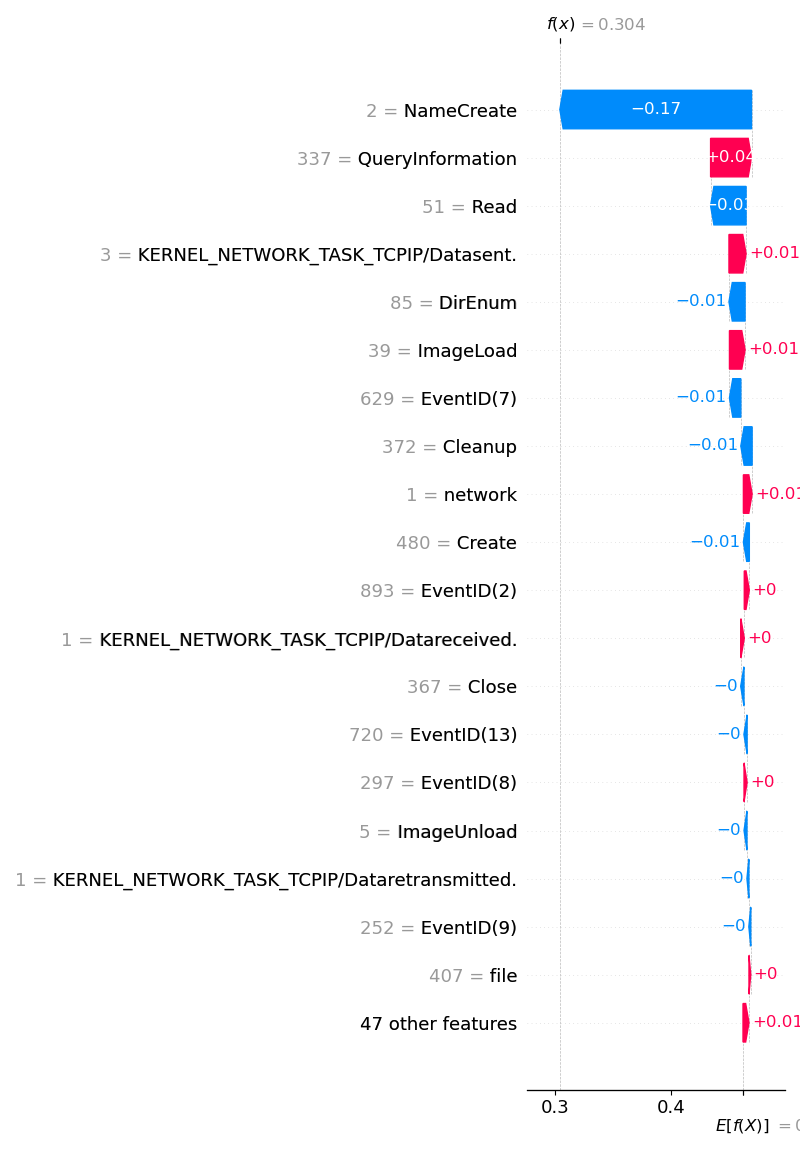 f(x) = 0.304
2 = NameCreate −0.17
337 = QueryInformation +0.04
51 = Read −0.03
3 = KERNEL_NETWORK_TASK_TCPIP/Datasent. +0.01
85 = DirEnum −0.01
39 = ImageLoad +0.01
629 = EventID(7) −0.01
372 = Cleanup −0.01
1 = network +0.01
480 = Create −0.01
893 = EventID(2) +0
1 = KERNEL_NETWORK_TASK_TCPIP/Datareceived. +0
367 = Close −0
720 = EventID(13) −0
297 = EventID(8) +0
5 = ImageUnload −0
1 = KERNEL_NETWORK_TASK_TCPIP/Dataretransmitted. −0
252 = EventID(9) −0
407 = file +0
47 other features +0.01
0.3 0.4
E[f(X)] =